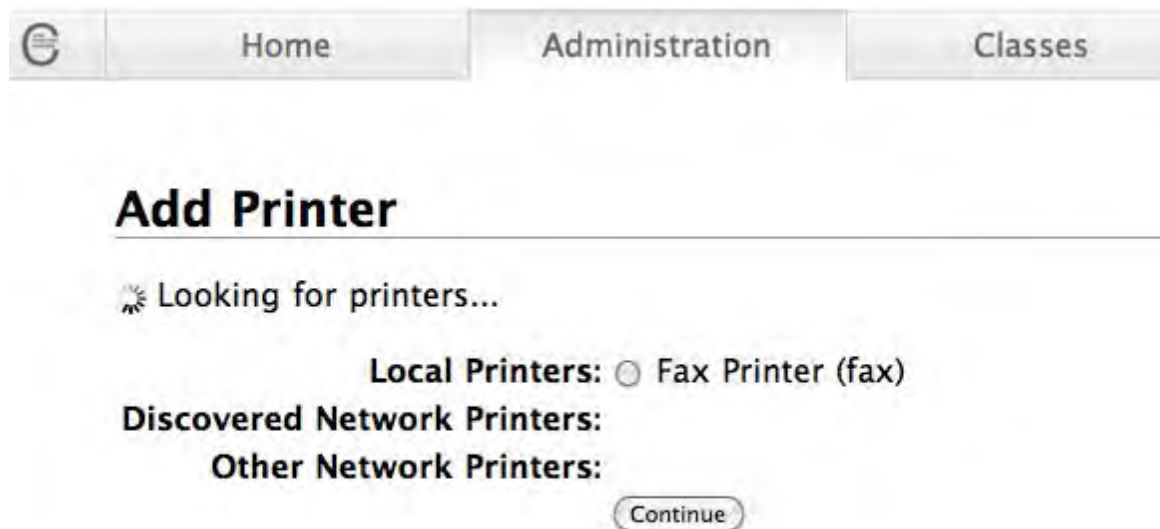 Home Administration Classes
Add Printer
Looking for printers...
Local Printers: Fax Printer (fax)
Discovered Network Printers:
Other Network Printers:
Continue